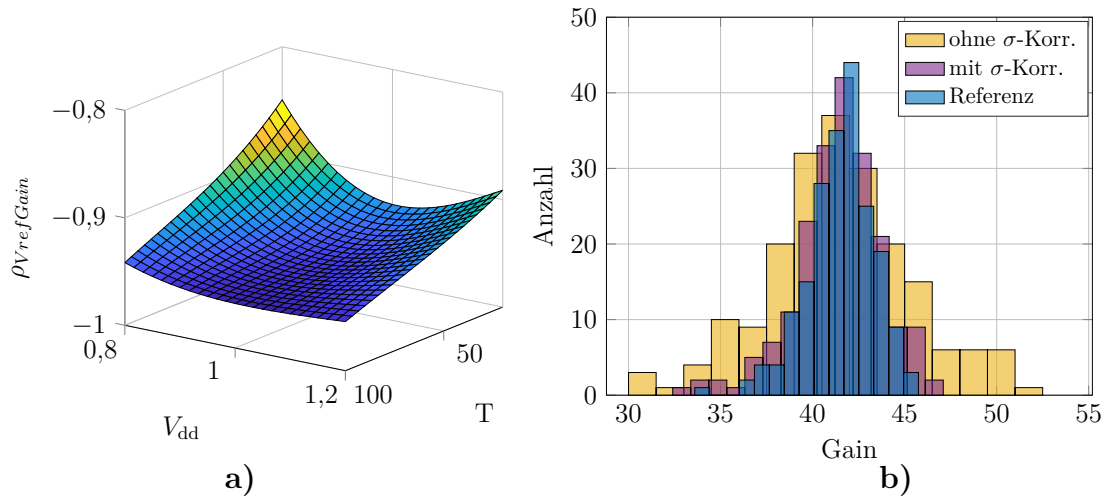 −0,8
−0,9
−1
ρVrefGain
0,8
1
1,2
100
50
Vdd
T
a)
50
40
30
20
10
0
Anzahl
ohne σ-Korr.
mit σ-Korr.
Referenz
30
35
40
45
50
55
Gain
b)